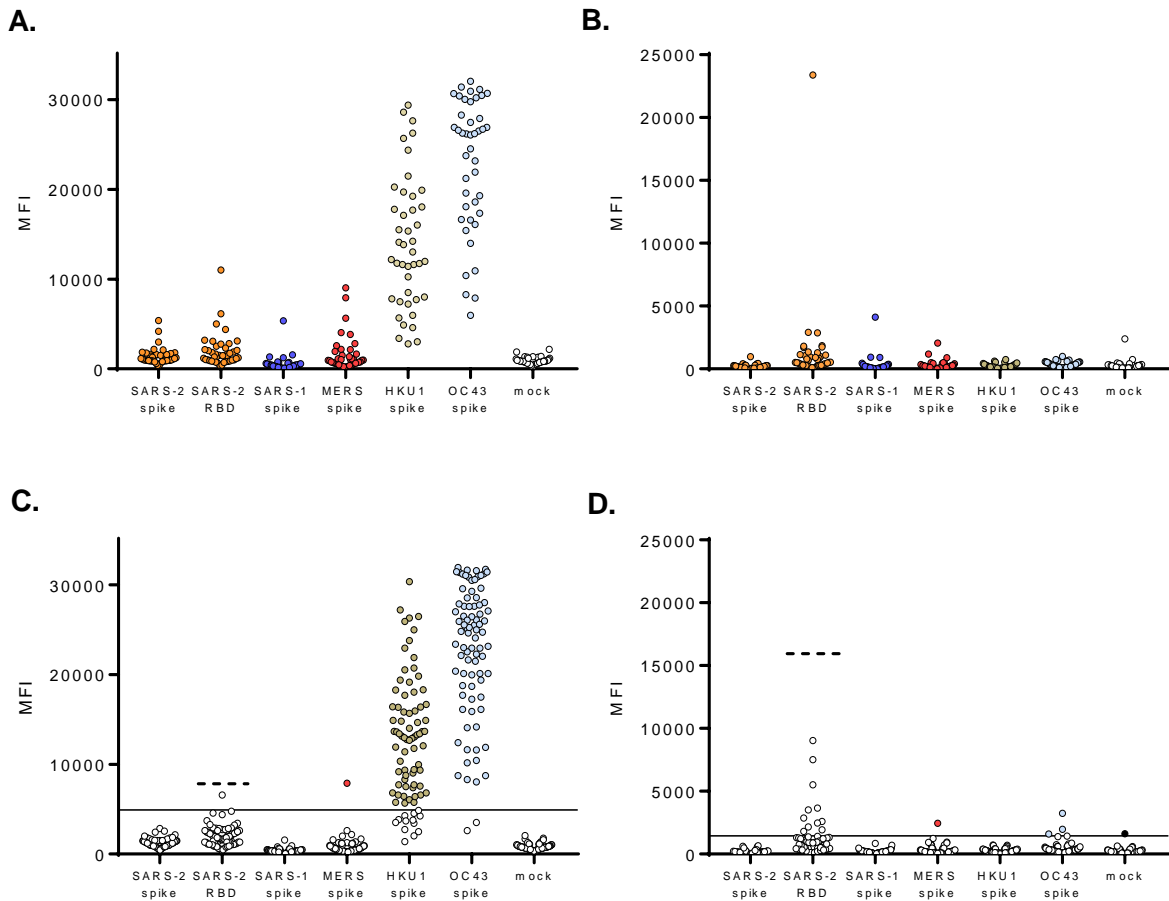 A.
30000
20000
10000
0
MFI
SARS-2 SARS-2 SARS-1 MERS HKU1 OC43 mock
spike RBD spike spike spike spike
B.
25000
20000
15000
10000
5000
0
MFI
SARS-2 SARS-2 SARS-1 MERS HKU1 OC43 mock
spike RBD spike spike spike spike
C.
30000
20000
10000
0
MFI
SARS-2 SARS-2 SARS-1 MERS HKU1 OC43 mock
spike RBD spike spike spike spike
D.
25000
20000
15000
10000
5000
0
MFI
SARS-2 SARS-2 SARS-1 MERS HKU1 OC43 mock
spike RBD spike spike spike spike